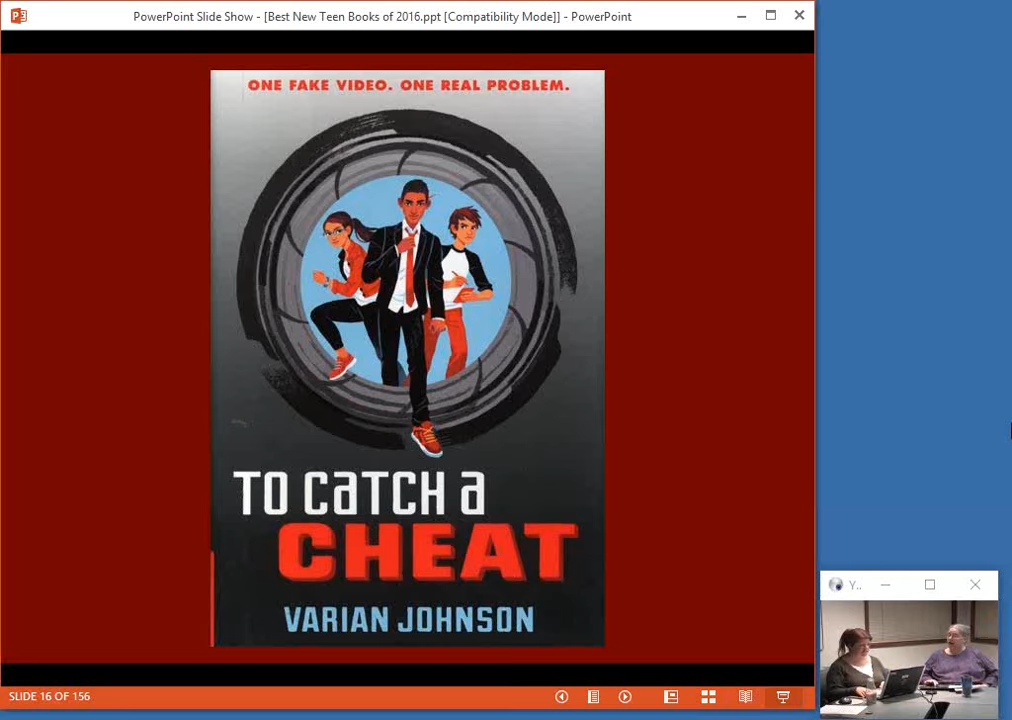 PowerPoint Slide Show - [Best New Teen Books of 2016.ppt [Compatibility Mode]] - PowerPoint
ONE FAKE VIDEO. ONE REAL PROBLEM.
TO CaTCH a
CHEAT
VARIAN JOHNSON
Y..
SLIDE 16 OF 156